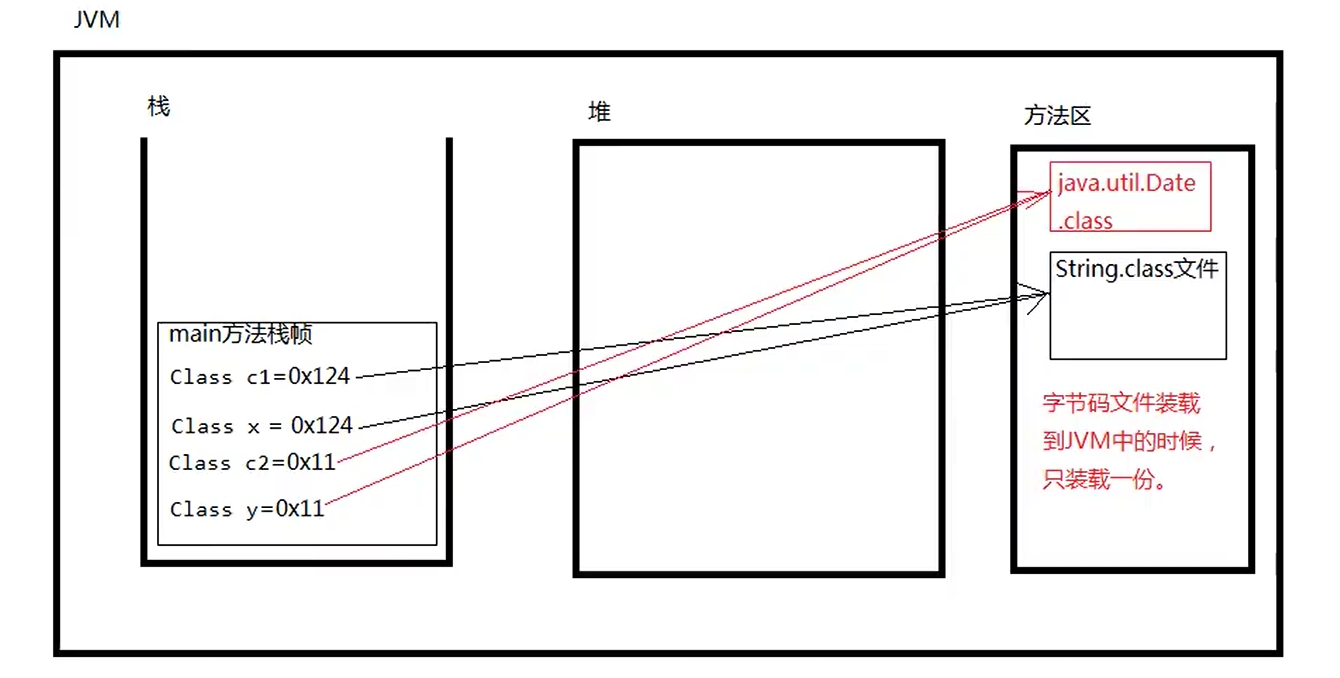 JVM
栈
堆
方法区
java.util.Date
.class
String.class文件
main方法栈帧
Class c1=0x124
Class x = 0x124
Class c2=0x11
Class y=0x11
字节码文件装载
到JVM中的时候，
只装载一份。